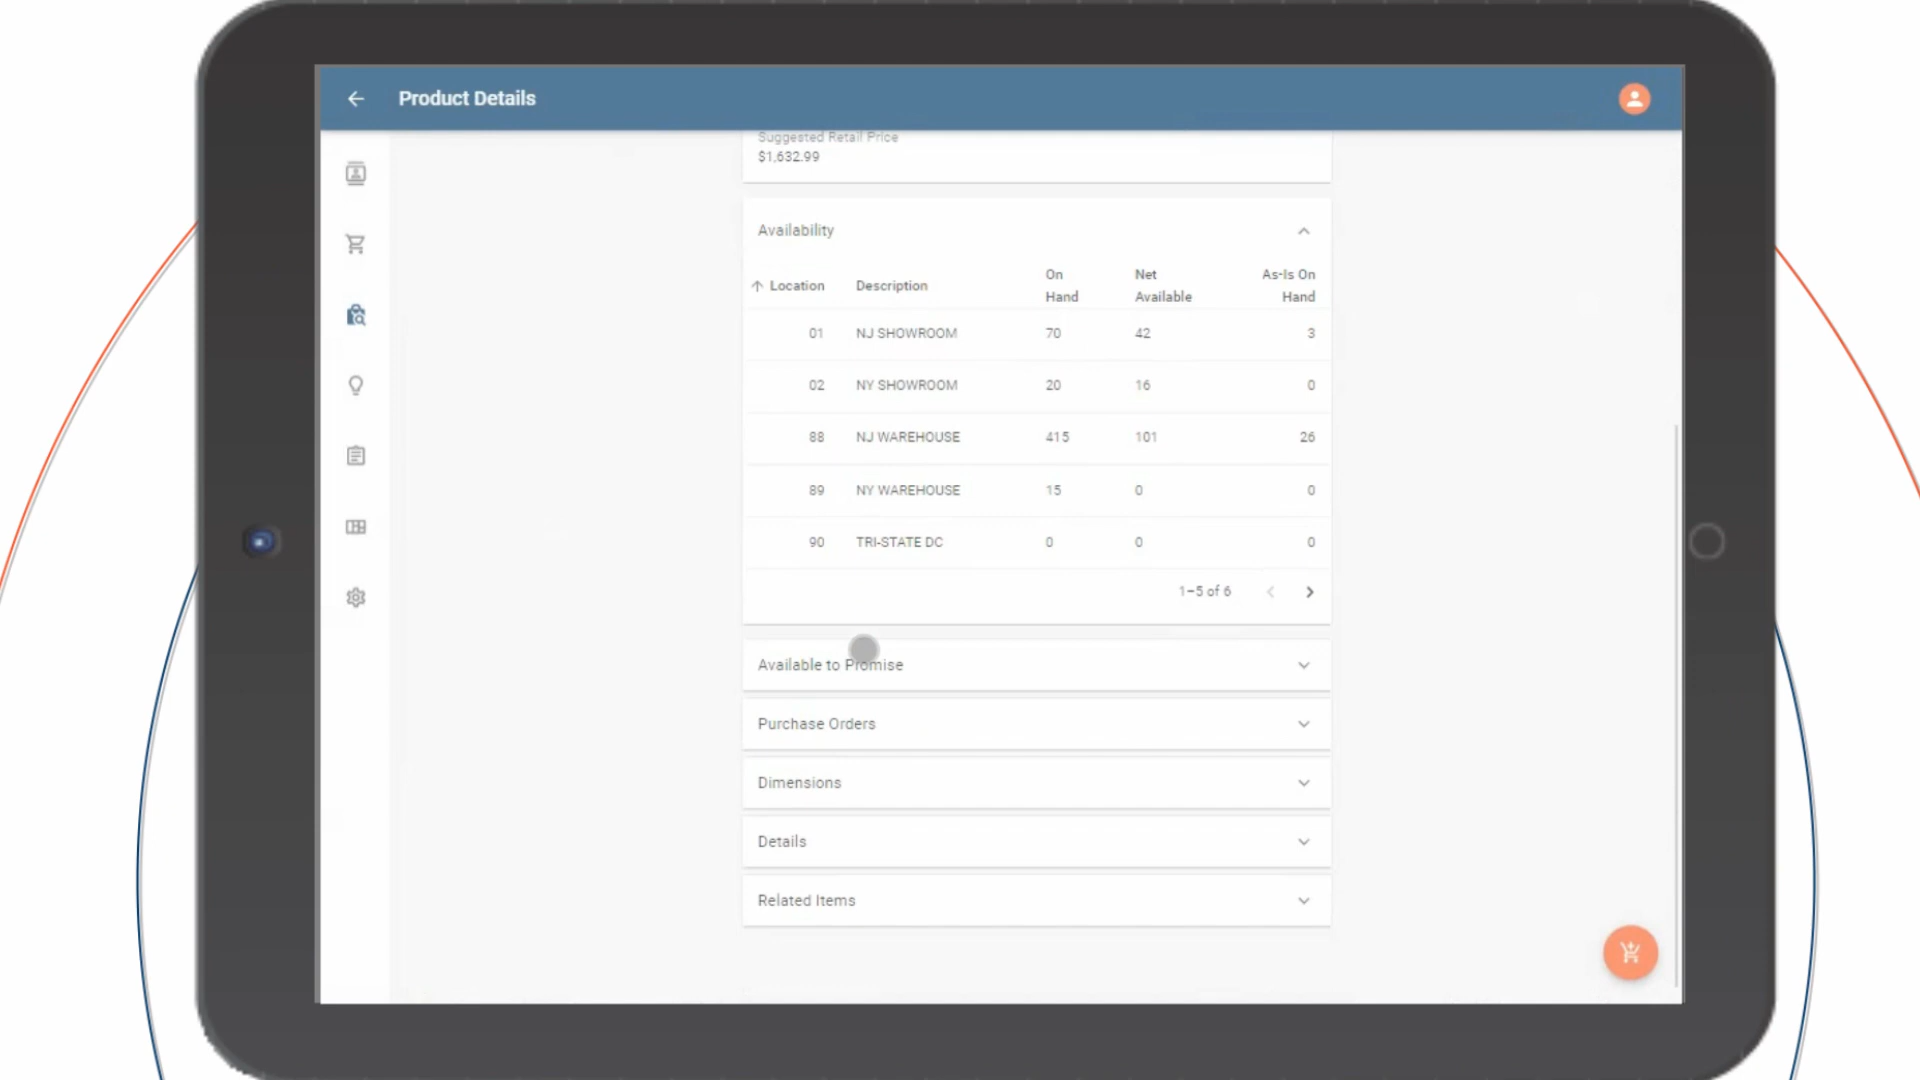 Product Details
Suggested Retail Price
$1,632.99
Availability
Location Description On Hand Net Available As-Is On Hand
01 NJ SHOWROOM 70 42 3
02 NY SHOWROOM 20 16 0
88 NJ WAREHOUSE 415 101 26
89 NY WAREHOUSE 15 0 0
90 TRI-STATE DC 0 0 0
1–5 of 6
Available to Promise
Purchase Orders
Dimensions
Details
Related Items